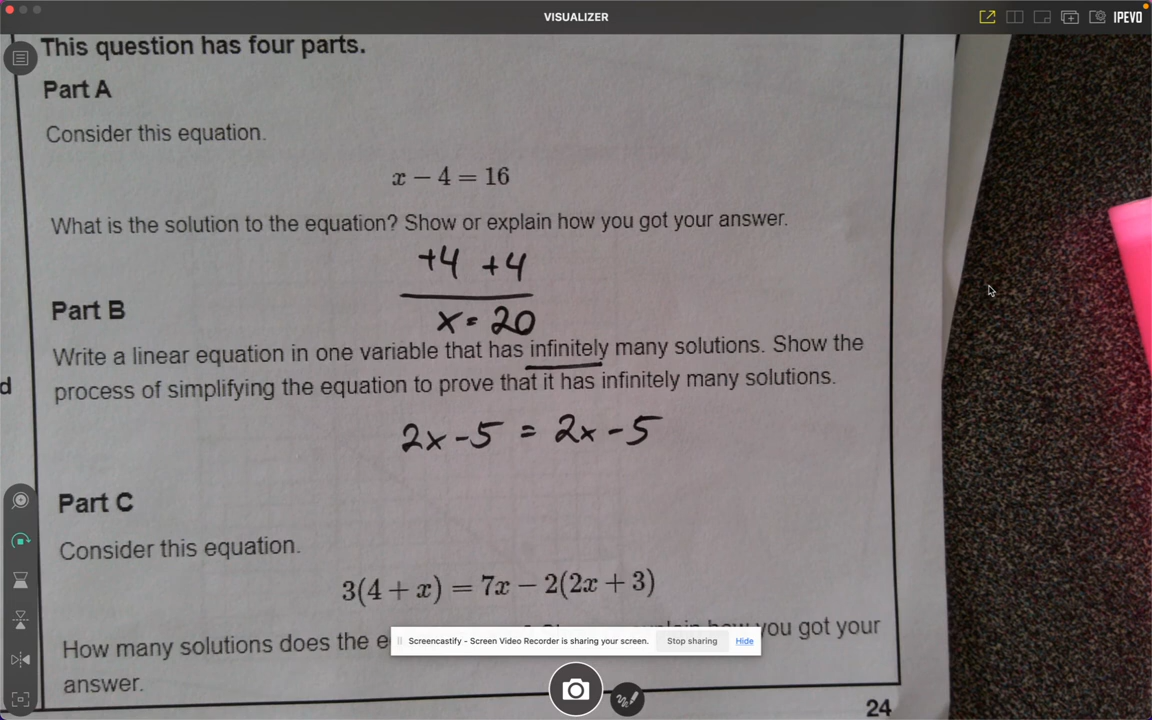 VISUALIZER
IPEVO
This question has four parts.
Part A
Consider this equation.
x − 4 = 16
What is the solution to the equation? Show or explain how you got your answer.
+4 +4
x = 20
Part B
Write a linear equation in one variable that has infinitely many solutions. Show the
d process of simplifying the equation to prove that it has infinitely many solutions.
2x - 5 = 2x - 5
Part C
Consider this equation.
3(4 + x) = 7x − 2(2x + 3)
How many solutions does the e you got your
Screencastify - Screen Video Recorder is sharing your screen. Stop sharing Hide
answer.
24